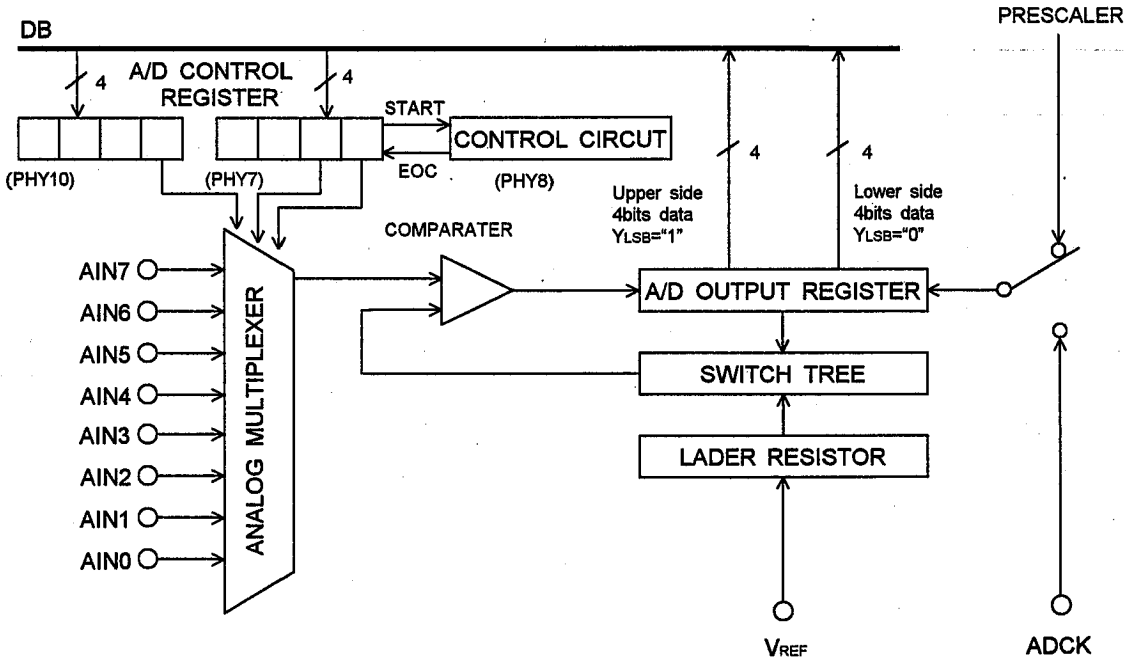 PRESCALER
DB
4
A/D CONTROL
REGISTER
4
START
CONTROL CIRCUT
EOC
(PHY10)
(PHY7)
(PHY8)
4
4
Upper side
4bits data
YLSB="1"
Lower side
4bits data
YLSB="0"
COMPARATER
AIN7
AIN6
AIN5
AIN4
AIN3
AIN2
AIN1
AIN0
ANALOG MULTIPLEXER
A/D OUTPUT REGISTER
SWITCH TREE
LADER RESISTOR
VREF
ADCK